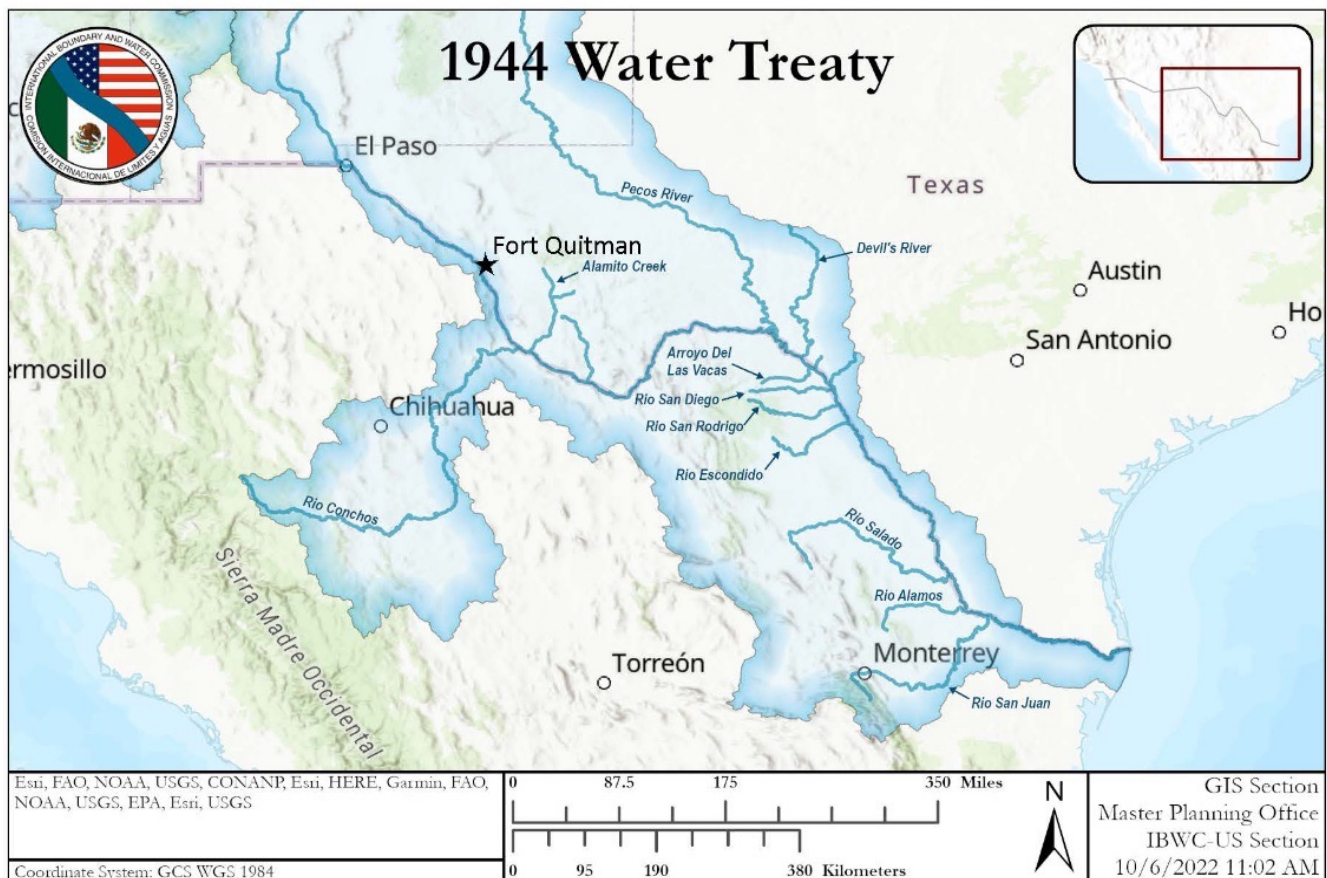 1944 Water Treaty
INTERNATIONAL BOUNDARY AND WATER COMMISSION
COMISION INTERNACIONAL DE LIMITES Y AGUAS
El Paso
Pecos River
Texas
Fort Quitman
Devil's River
Alamito Creek
Austin
Ho
San Antonio
Arroyo Del
Las Vacas
ermosillo
Rio San Diego
Chihuahua
Rio San Rodrigo
Rio Escondido
Rio Conchos
Rio Salado
Sierra Madre Occidental
Rio Alamos
Torreón
Monterrey
Rio San Juan
Esri, FAO, NOAA, USGS, CONANP, Esri, HERE, Garmin, FAO,
NOAA, USGS, EPA, Esri, USGS
Coordinate System: GCS WGS 1984
0 87.5 175 350 Miles
0 95 190 380 Kilometers
N
GIS Section
Master Planning Office
IBWC-US Section
10/6/2022 11:02 AM